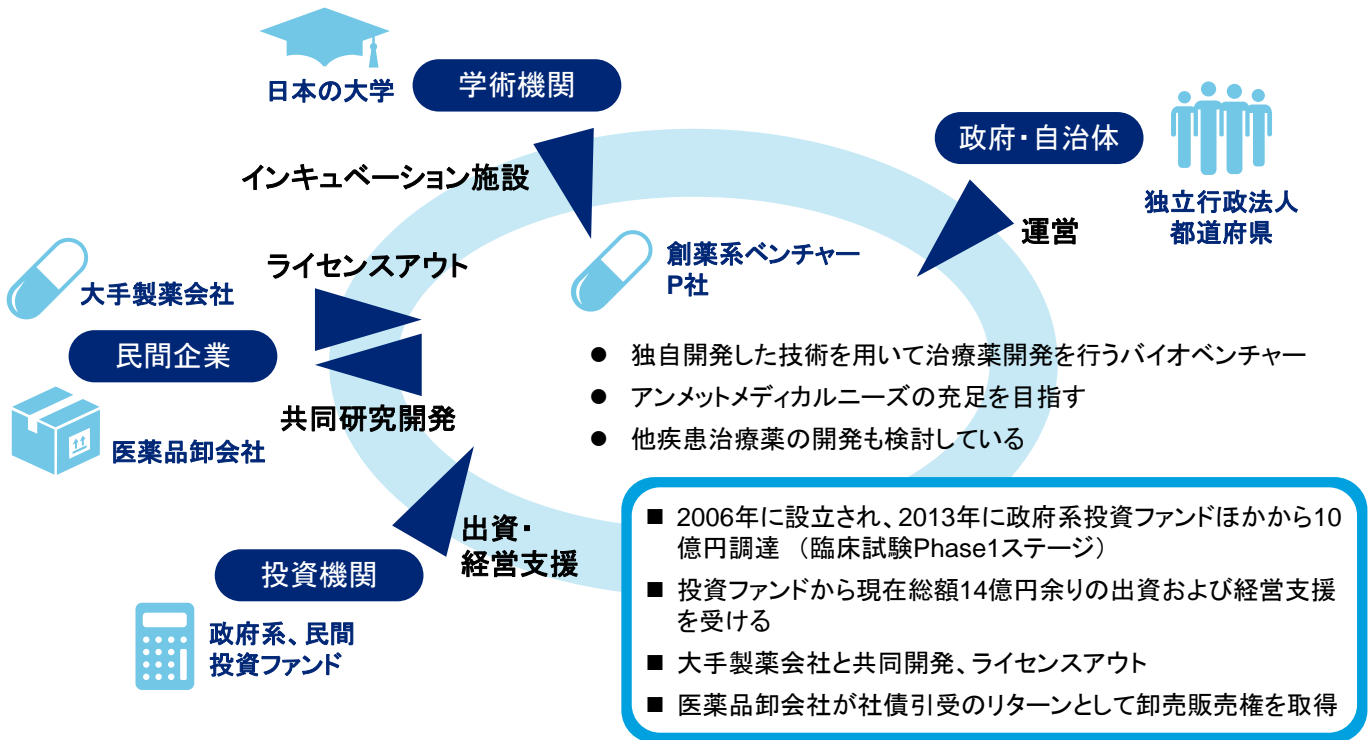 日本の大学
学術機関
政府・自治体
独立行政法人
都道府県
インキュベーション施設
運営
創薬系ベンチャー
P社
ライセンスアウト
大手製薬会社
民間企業
共同研究開発
医薬品卸会社
● 独自開発した技術を用いて治療薬開発を行うバイオベンチャー
● アンメットメディカルニーズの充足を目指す
● 他疾患治療薬の開発も検討している
出資・
経営支援
投資機関
政府系、民間
投資ファンド
■ 2006年に設立され、2013年に政府系投資ファンドほかから10
億円調達 （臨床試験Phase1ステージ）
■ 投資ファンドから現在総額14億円余りの出資および経営支援
を受ける
■ 大手製薬会社と共同開発、ライセンスアウト
■ 医薬品卸会社が社債引受のリターンとして卸売販売権を取得